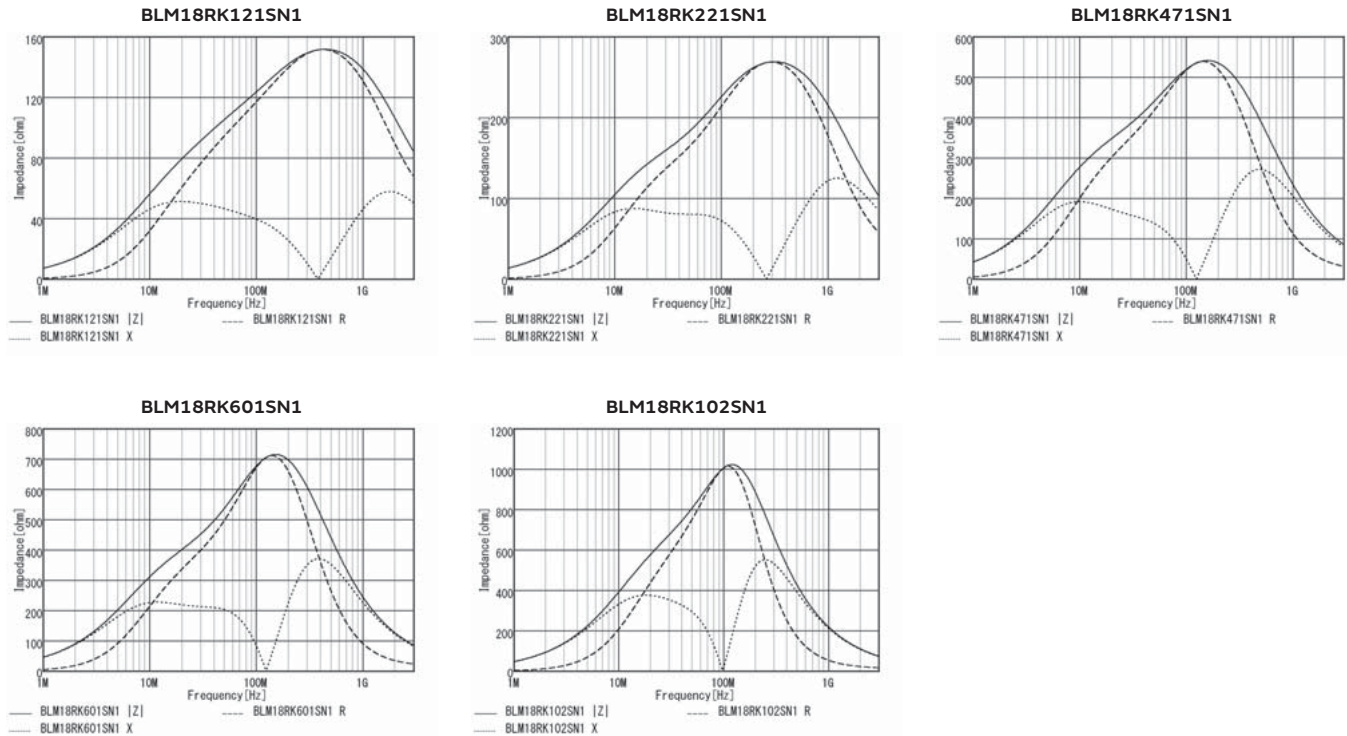 BLM18RK121SN1
160
120
80
40
0
Impedance[ohm]
1M
10M
100M
1G
Frequency[Hz]
BLM18RK121SN1 |Z|
BLM18RK121SN1 R
BLM18RK121SN1 X
BLM18RK221SN1
300
200
100
0
Impedance[ohm]
1M
10M
100M
1G
Frequency[Hz]
BLM18RK221SN1 |Z|
BLM18RK221SN1 R
BLM18RK221SN1 X
BLM18RK471SN1
600
500
400
300
200
100
0
Impedance[ohm]
1M
10M
100M
1G
Frequency[Hz]
BLM18RK471SN1 |Z|
BLM18RK471SN1 R
BLM18RK471SN1 X
BLM18RK601SN1
800
700
600
500
400
300
200
100
0
Impedance[ohm]
1M
10M
100M
1G
Frequency[Hz]
BLM18RK601SN1 |Z|
BLM18RK601SN1 R
BLM18RK601SN1 X
BLM18RK102SN1
1200
1000
800
600
400
200
0
Impedance[ohm]
1M
10M
100M
1G
Frequency[Hz]
BLM18RK102SN1 |Z|
BLM18RK102SN1 R
BLM18RK102SN1 X